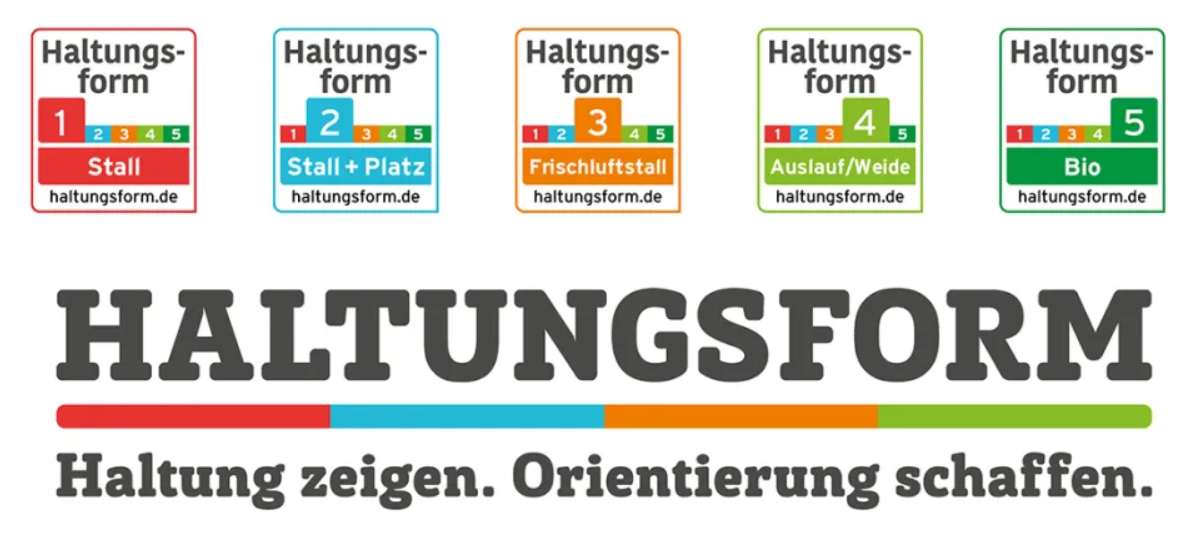 Haltungs-
form
1 2 3 4 5
Stall
haltungsform.de
Haltungs-
form
1 2 3 4 5
Stall + Platz
haltungsform.de
Haltungs-
form
1 2 3 4 5
Frischluftstall
haltungsform.de
Haltungs-
form
1 2 3 4 5
Auslauf/Weide
haltungsform.de
Haltungs-
form
1 2 3 4 5
Bio
haltungsform.de
HALTUNGSFORM
Haltung zeigen. Orientierung schaffen.